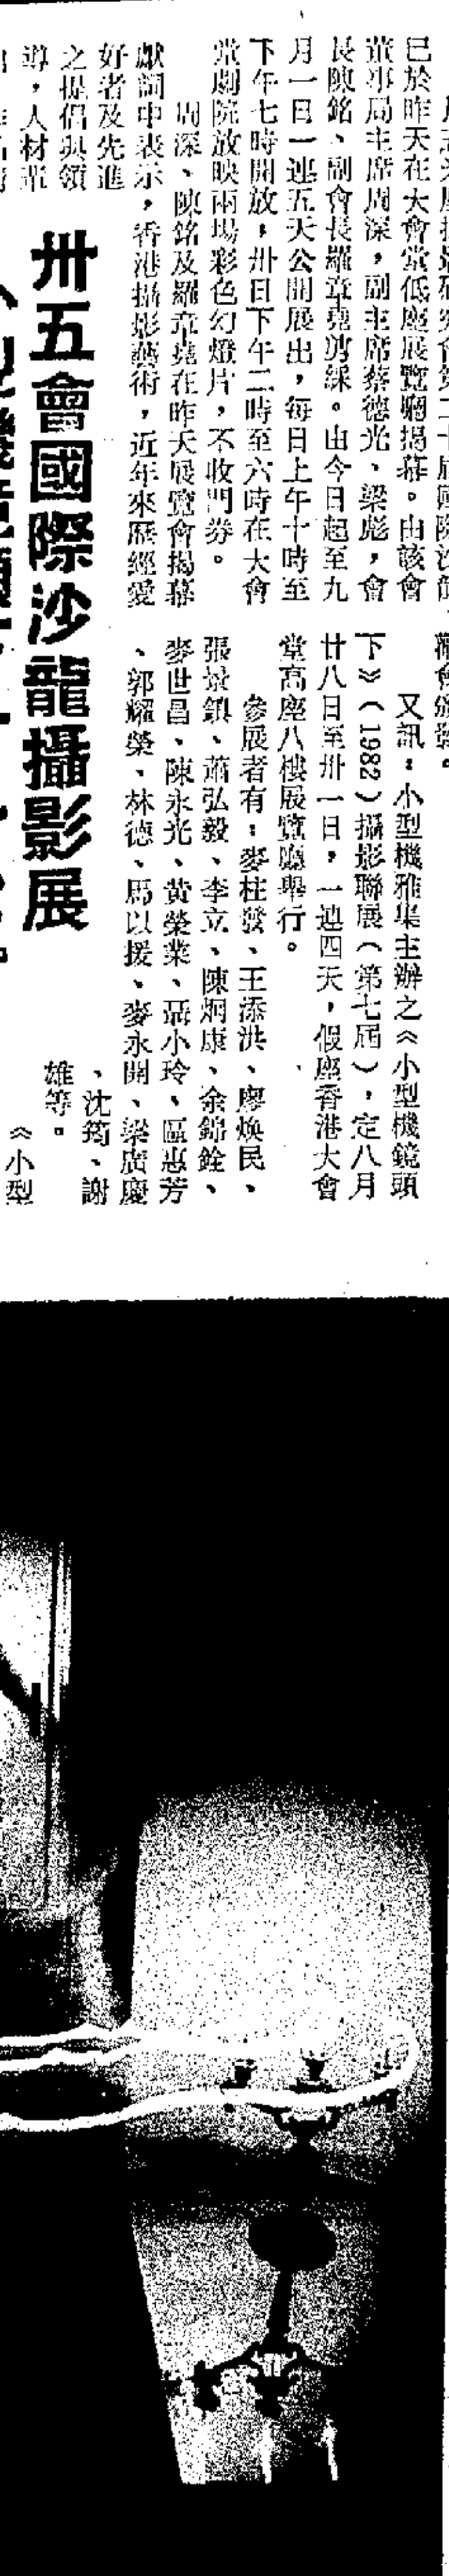 卅五會國際沙龍攝影展
已於昨天在大會堂低座展覽廳揭幕。由該會
董事局主席周深，副主席蔡德光、梁彪，會
長陳銘、副會長羅章堯剪綵。由今日起至九
月一日一連五天公開展出，每日上午十時至
下午七時開放，卅日下午二時至六時在大會
堂劇院放映兩場彩色幻燈片，不收門券。
周深、陳銘及羅章堯在昨天展覽會揭幕
獻詞中表示，香港攝影藝術，近年來歷經愛
好者及先進
之提倡與領
導，人材輩
又訊：小型機雅集主辦之《小型機鏡頭
下》（1982）攝影聯展（第七屆），定八月
廿八日至卅一日，一連四天，假座香港大會
堂高座八樓展覽廳舉行。
參展者有：麥柱發、王添洪、廖煥民、
張景鎖、蕭弘毅、李立、陳炯康、余錦銓、
麥世昌、陳永光、黄榮業、聶小玲、區惠芳
、郭耀榮、林德、馬以援、麥永開、梁廣慶
、沈筠、謝
雄等。
《小型